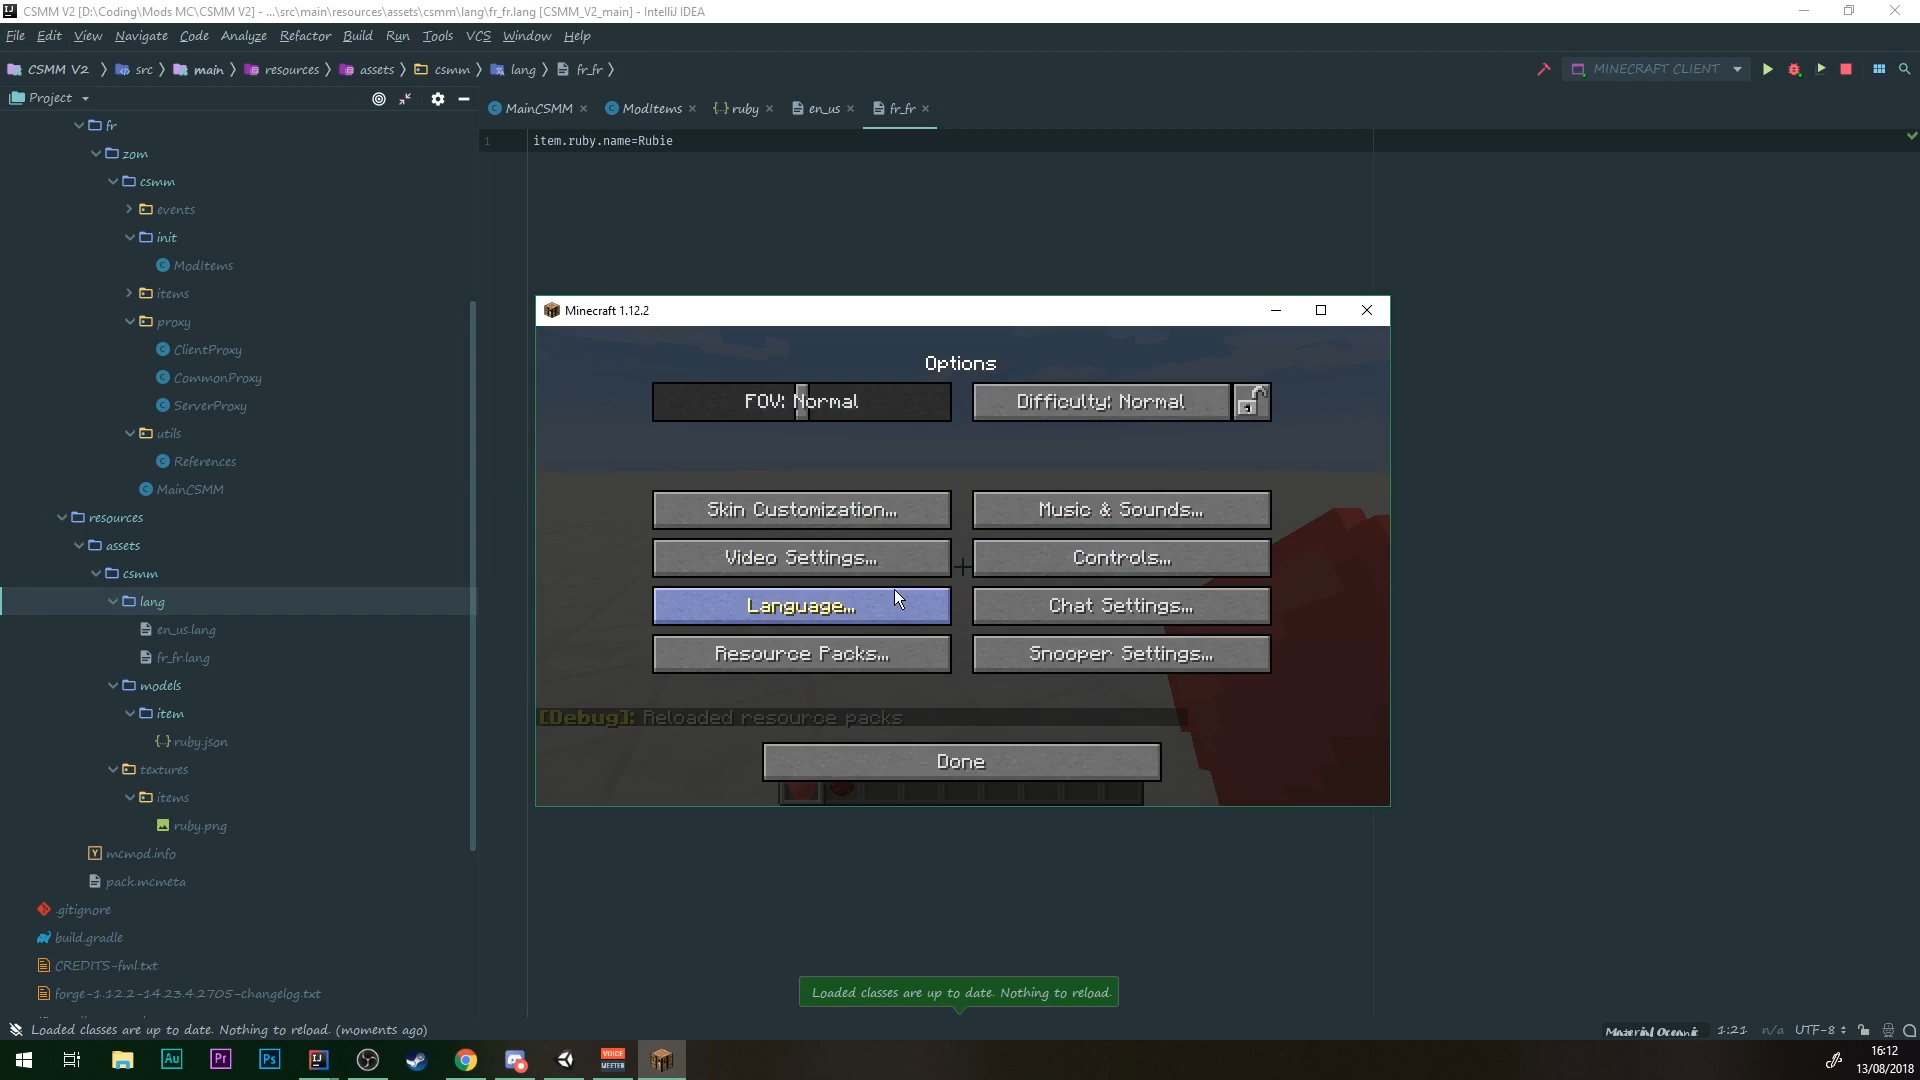 CSMM V2 [D:\Coding\Mods MC\CSMM V2] - ...\src\main\resources\assets\csmm\lang\fr_fr.lang [CSMM_V2_main] - IntelliJ IDEA
File Edit View Navigate Code Analyze Refactor Build Run Tools VCS Window Help
CSMM V2 src main resources assets csmm lang fr_fr
MINECRAFT CLIENT
Project
MainCSMM ModItems ruby en_us fr_fr
1 item.ruby.name=Rubie
fr
zom
csmm
events
init
ModItems
items
proxy
ClientProxy
CommonProxy
ServerProxy
utils
References
MainCSMM
resources
assets
csmm
lang
en_us.lang
fr_fr.lang
models
item
ruby.json
textures
items
ruby.png
mcmod.info
pack.mcmeta
.gitignore
build.gradle
CREDITS-fml.txt
forge-1.12.2-14.23.4.2705-changelog.txt
Minecraft 1.12.2
Options
FOV: Normal Difficulty: Normal
Skin Customization... Music & Sounds...
Video Settings... Controls...
Language... Chat Settings...
Resource Packs... Snooper Settings...
[Debug]: Reloaded resource packs
Done
Loaded classes are up to date. Nothing to reload.
Loaded classes are up to date. Nothing to reload. (moments ago)
Material Oceanic 1:21 n/a UTF-8
Au Pr Ps IJ VOICE MEETER
16:12
13/08/2018